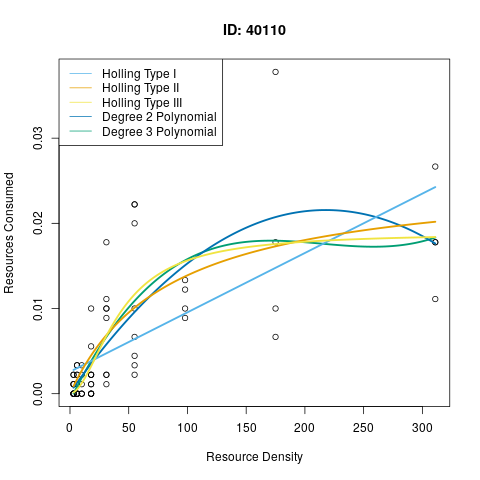 ID: 40110
Holling Type I
Holling Type II
Holling Type III
Degree 2 Polynomial
Degree 3 Polynomial
Resources Consumed
0.03
0.02
0.01
0.00
0 50 100 150 200 250 300
Resource Density